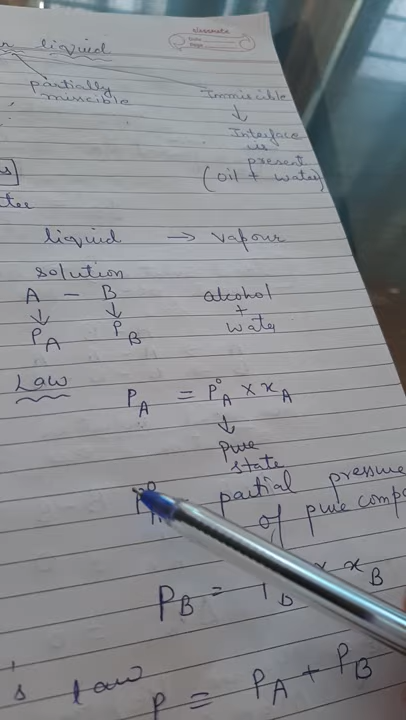 liquid
partially miscible
Immiscible
↓
Interface
is
present
(oil + water)
liquid → vapour
solution
A - B
alcohol
+
water
↓ ↓
PA PB
Law
PA = P°A × xA
↓
pure
state
partial pressure
of pure
PB = × xB
's law
P = PA + PB